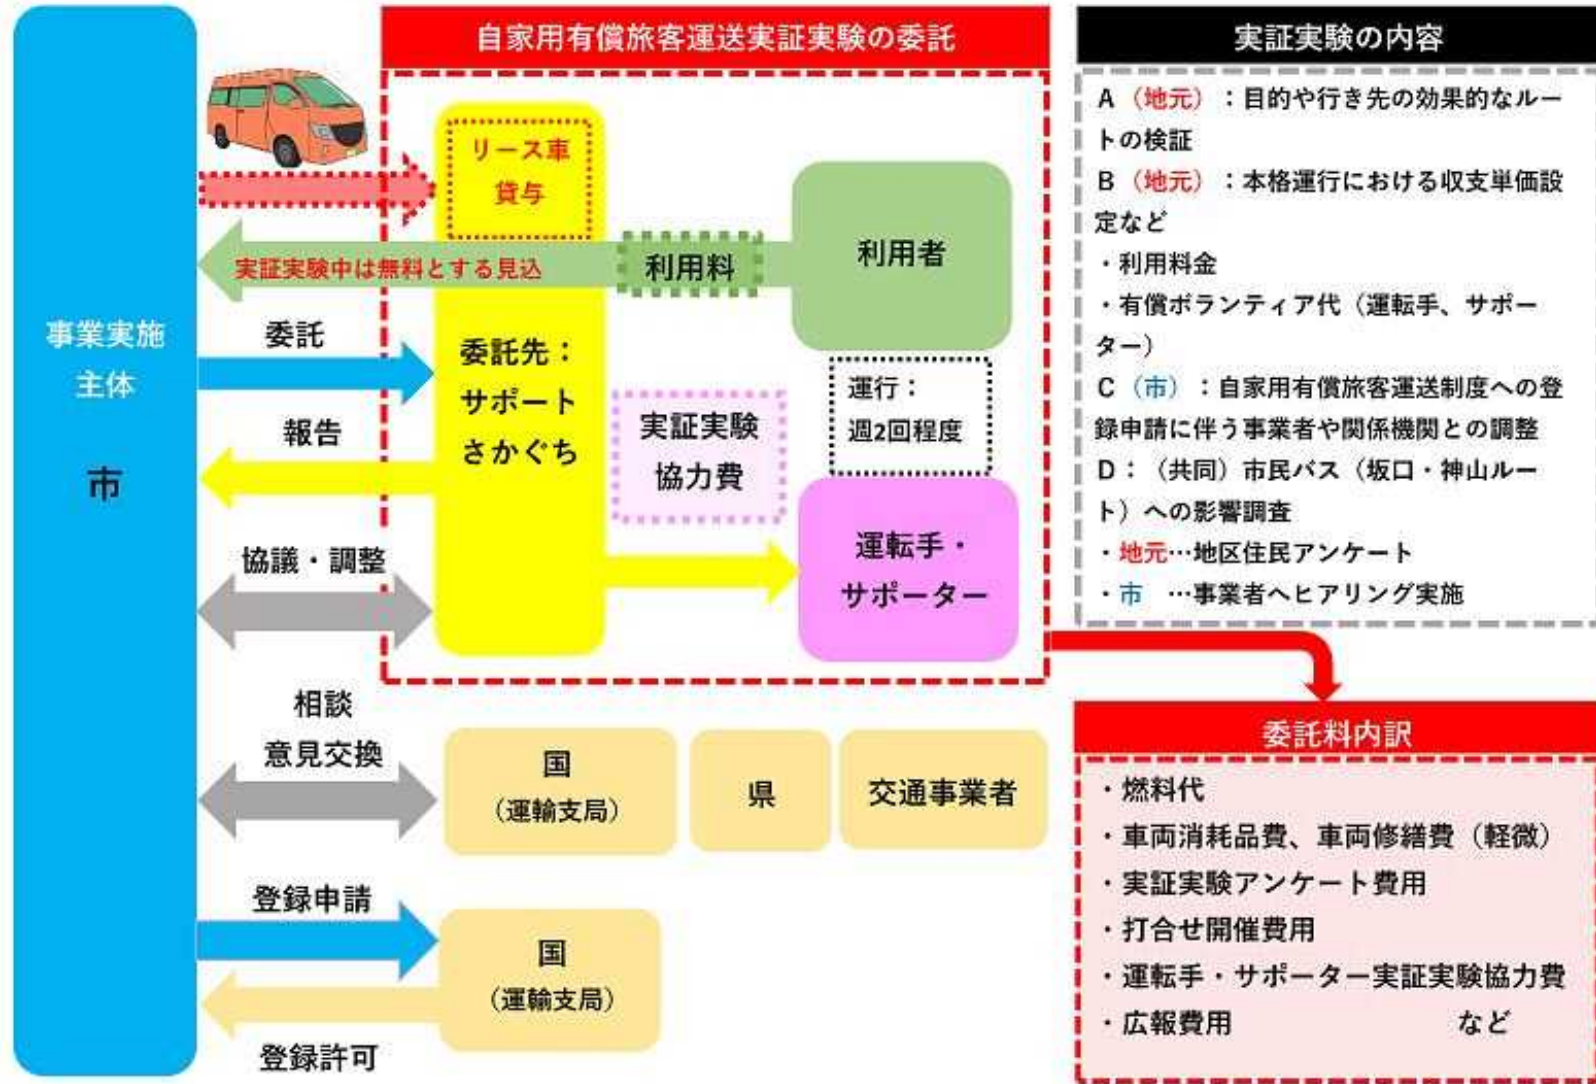 自家用有償旅客運送実証実験の委託
リース車
貸与
利用者
実証実験中は無料とする見込
利用料
事業実施
主体
市
委託
報告
協議・調整
委託先：
サポート
さかぐち
実証実験
協力費
運行：
週2回程度
運転手・
サポーター
相談
意見交換
国
（運輸支局）
県
交通事業者
登録申請
国
（運輸支局）
登録許可
実証実験の内容
A（地元）：目的や行き先の効果的なルー
トの検証
B（地元）：本格運行における収支単価設
定など
・利用料金
・有償ボランティア代（運転手、サポー
ター）
C（市）：自家用有償旅客運送制度への登
録申請に伴う事業者や関係機関との調整
D：（共同）市民バス（坂口・神山ルー
ト）への影響調査
・地元…地区住民アンケート
・市　…事業者へヒアリング実施
委託料内訳
・燃料代
・車両消耗品費、車両修繕費（軽微）
・実証実験アンケート費用
・打合せ開催費用
・運転手・サポーター実証実験協力費
・広報費用　　　　　　　　など